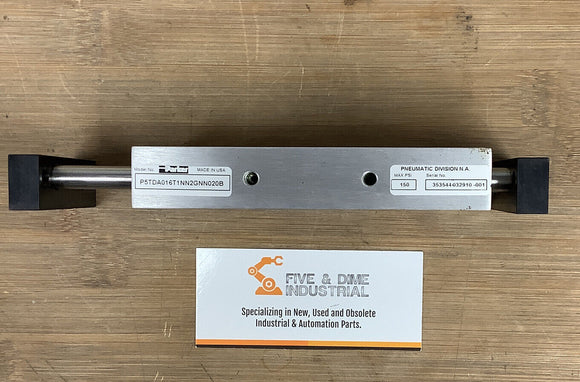 Model No. Parker MADE IN USA
P5TDA016T1NN2GNN020B
PNEUMATIC DIVISION N.A.
MAX PSI Serial No.
150 353544032910 -001
FIVE & DIME
INDUSTRIAL
Specializing in New, Used and Obsolete
Industrial & Automation Parts.